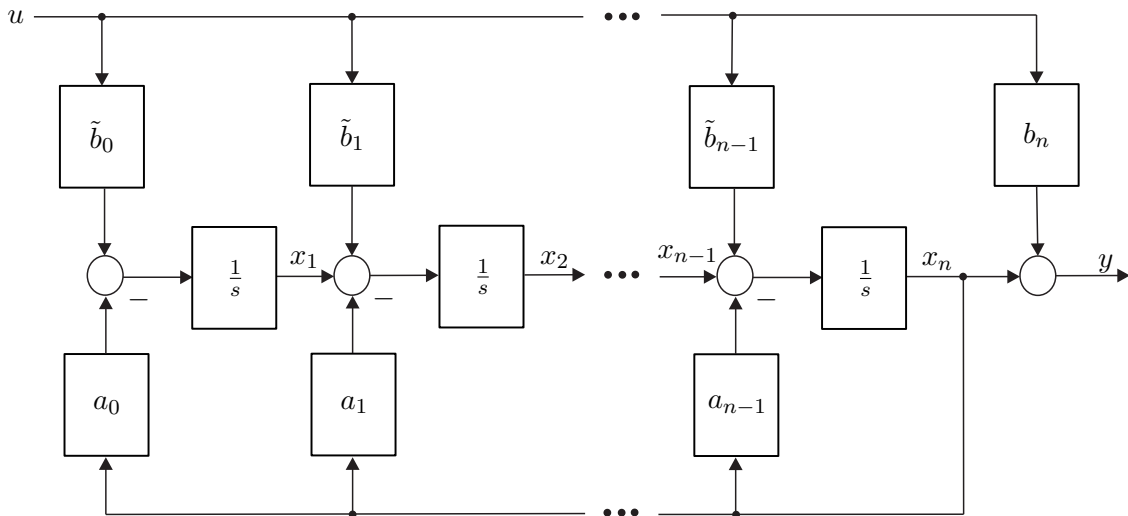 u •••
b̃₀ b̃₁ b̃ₙ₋₁ bₙ
1/s x₁ 1/s x₂ ••• xₙ₋₁ 1/s xₙ y
− − −
a₀ a₁ aₙ₋₁
•••